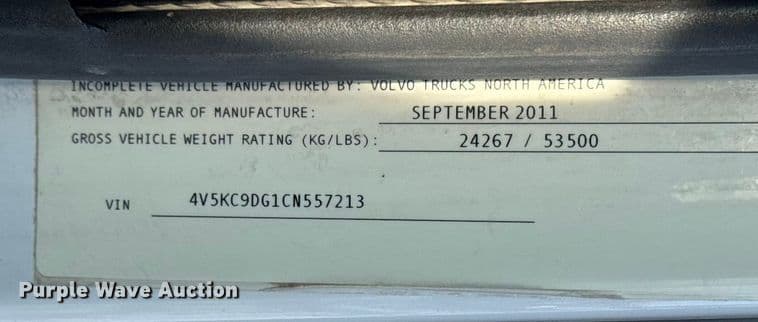 INCOMPLETE VEHICLE MANUFACTURED BY: VOLVO TRUCKS NORTH AMERICA
MONTH AND YEAR OF MANUFACTURE: SEPTEMBER 2011
GROSS VEHICLE WEIGHT RATING (KG/LBS): 24267 / 53500
VIN 4V5KC9DG1CN557213
Purple Wave Auction